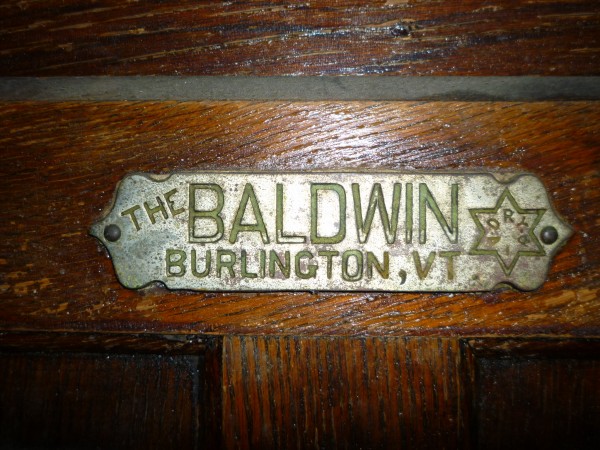 THE BALDWIN
BURLINGTON, VT